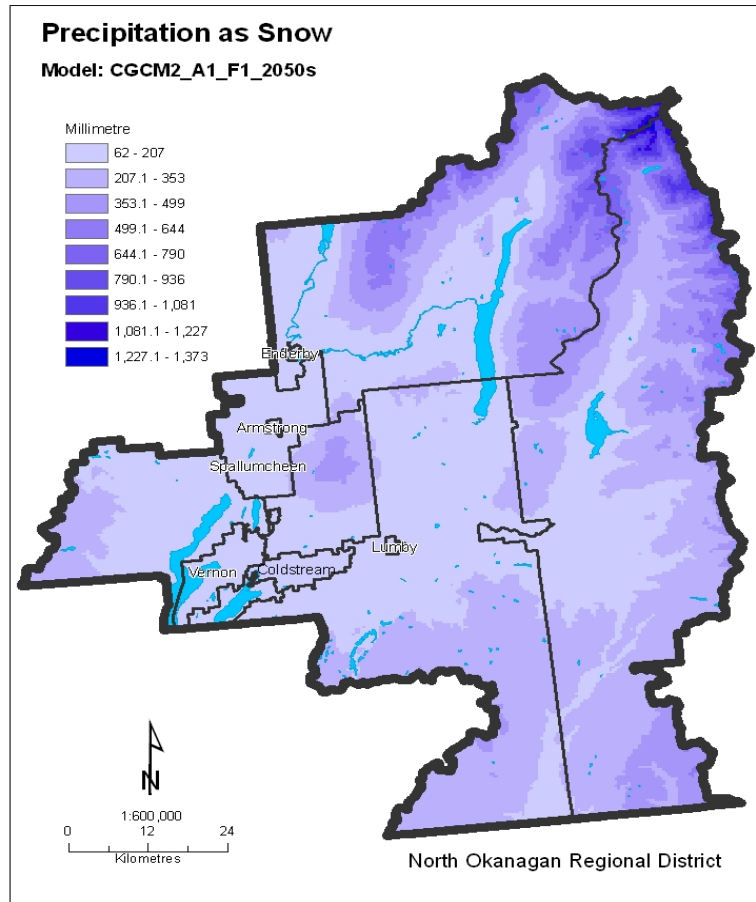 Precipitation as Snow
Model: CGCM2_A1_F1_2050s
Millimetre
62 - 207
207.1 - 353
353.1 - 499
499.1 - 644
644.1 - 790
790.1 - 936
936.1 - 1,081
1,081.1 - 1,227
1,227.1 - 1,373
Enderby
Armstrong
Spallumcheen
Lumby
Vernon
Coldstream
N
1:600,000
0 12 24
Kilometres
North Okanagan Regional District